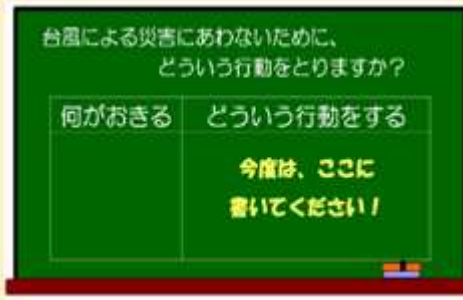 台風による災害にあわないために、
どういう行動をとりますか？
何がおきる
どういう行動をする
今度は、ここに
書いてください！